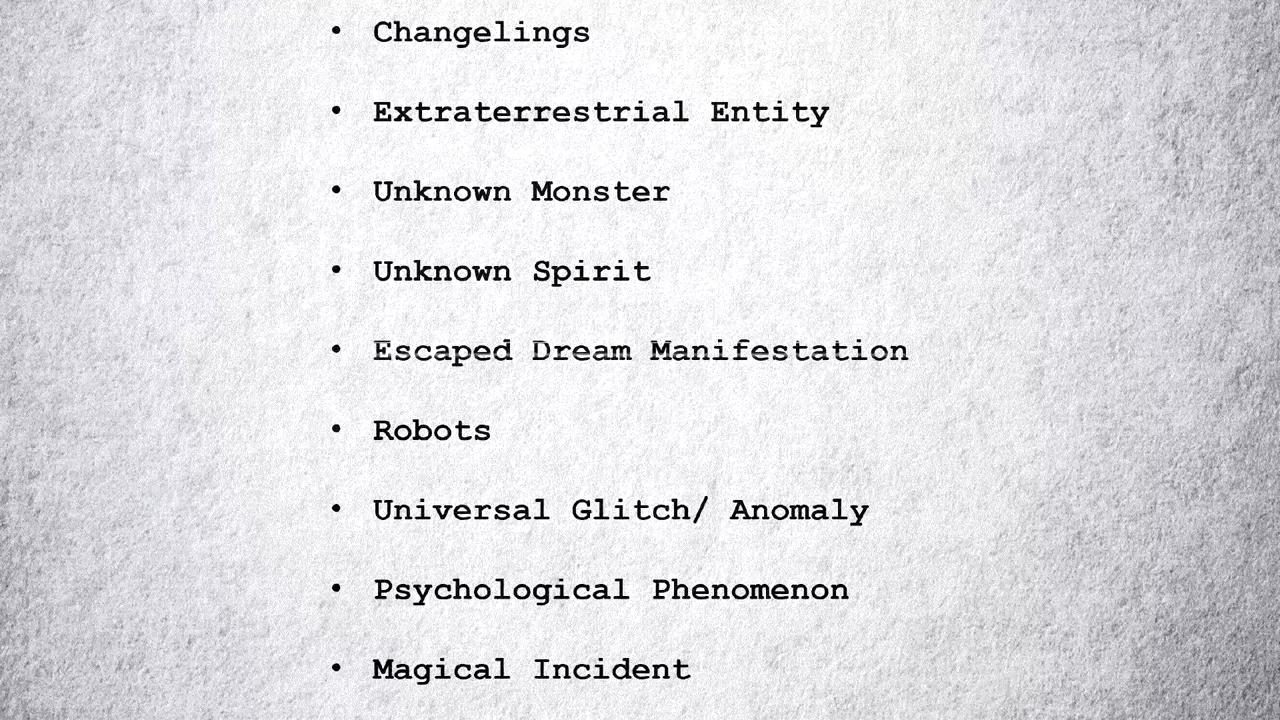 • Changelings
• Extraterrestrial Entity
• Unknown Monster
• Unknown Spirit
• Escaped Dream Manifestation
• Robots
• Universal Glitch/ Anomaly
• Psychological Phenomenon
• Magical Incident